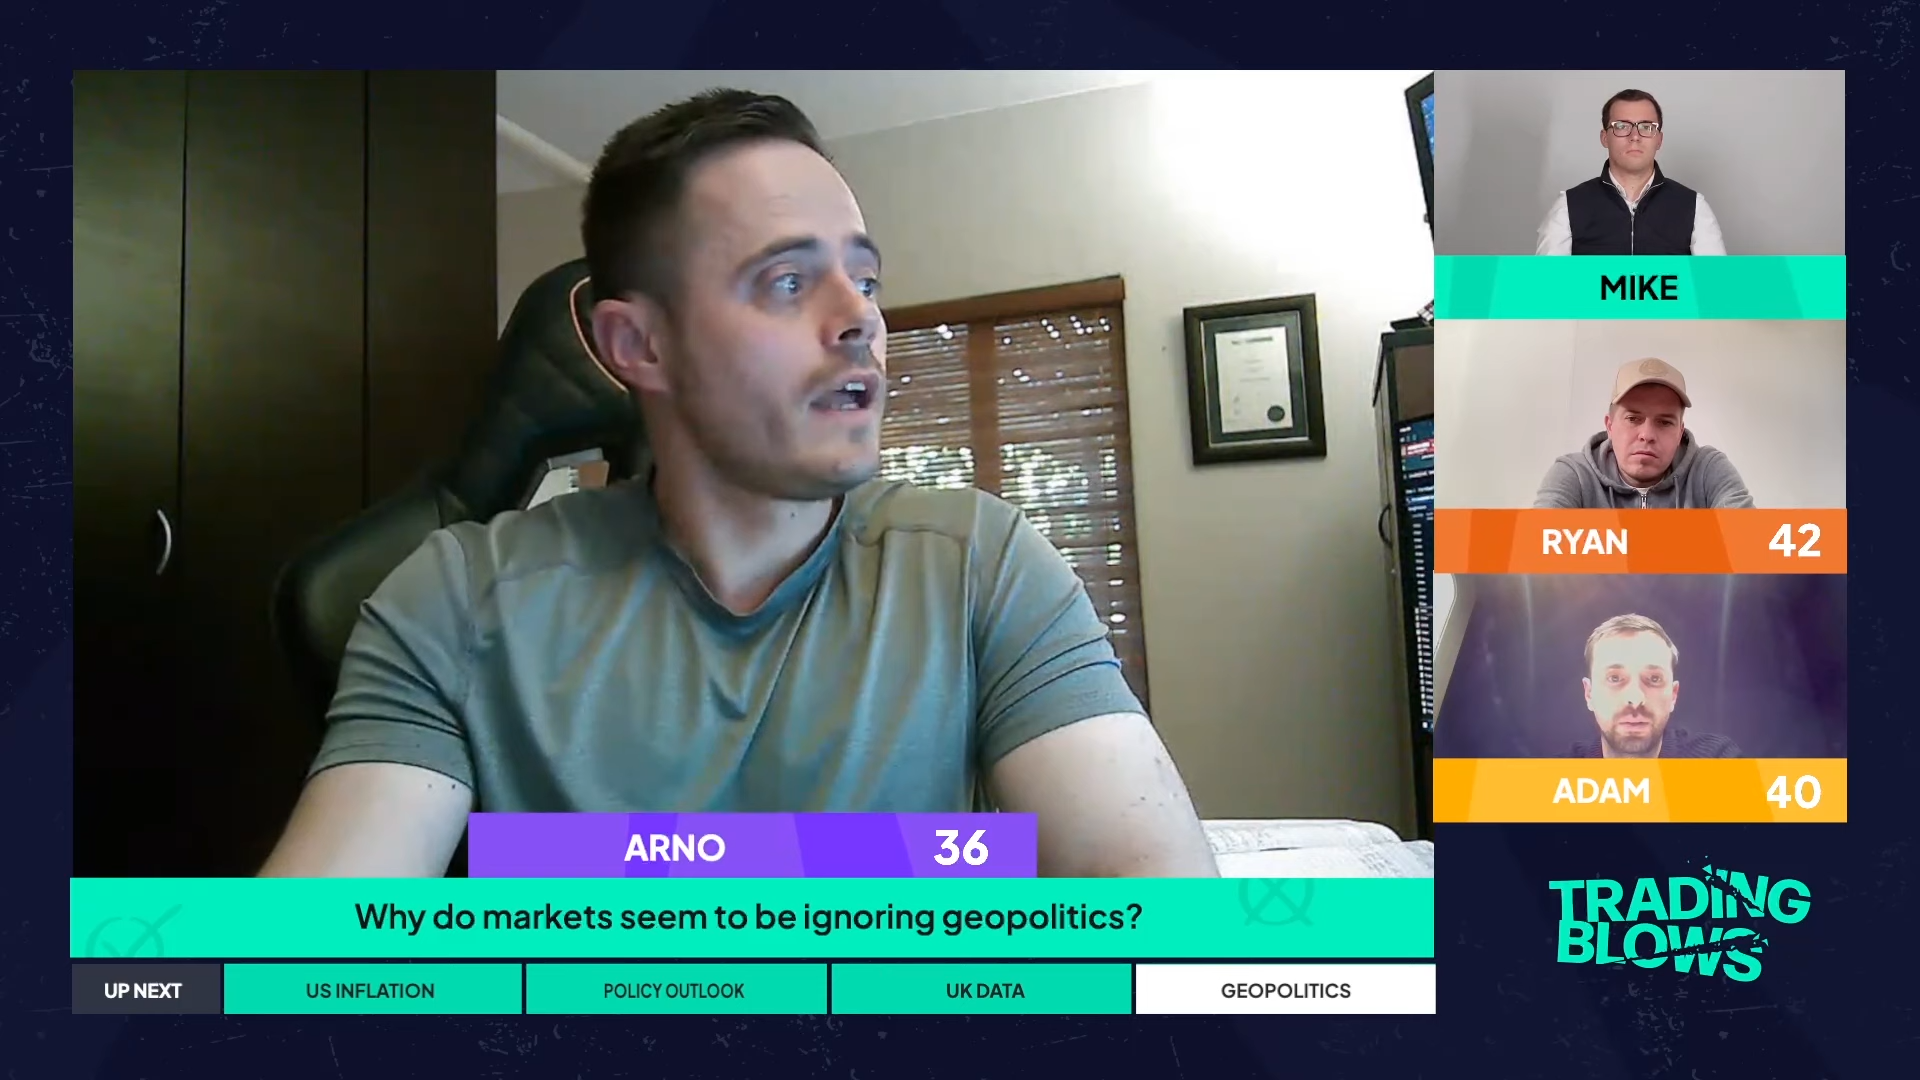 MIKE
RYAN 42
ADAM 40
ARNO 36
Why do markets seem to be ignoring geopolitics?
UP NEXT US INFLATION POLICY OUTLOOK UK DATA GEOPOLITICS
TRADING
BLOWS